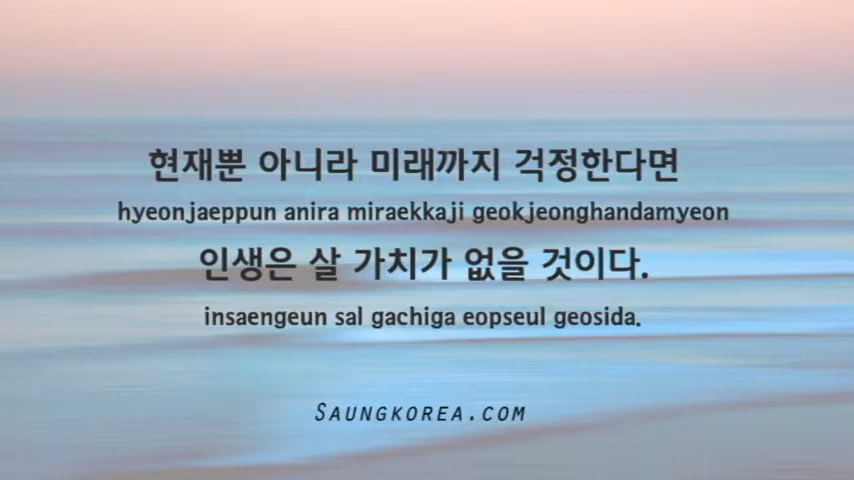 현재뿐 아니라 미래까지 걱정한다면
hyeonjaeppun anira miraekkaji geokjeonghandamyeon
인생은 살 가치가 없을 것이다.
insaengeun sal gachiga eopseul geosida.
Saungkorea.com